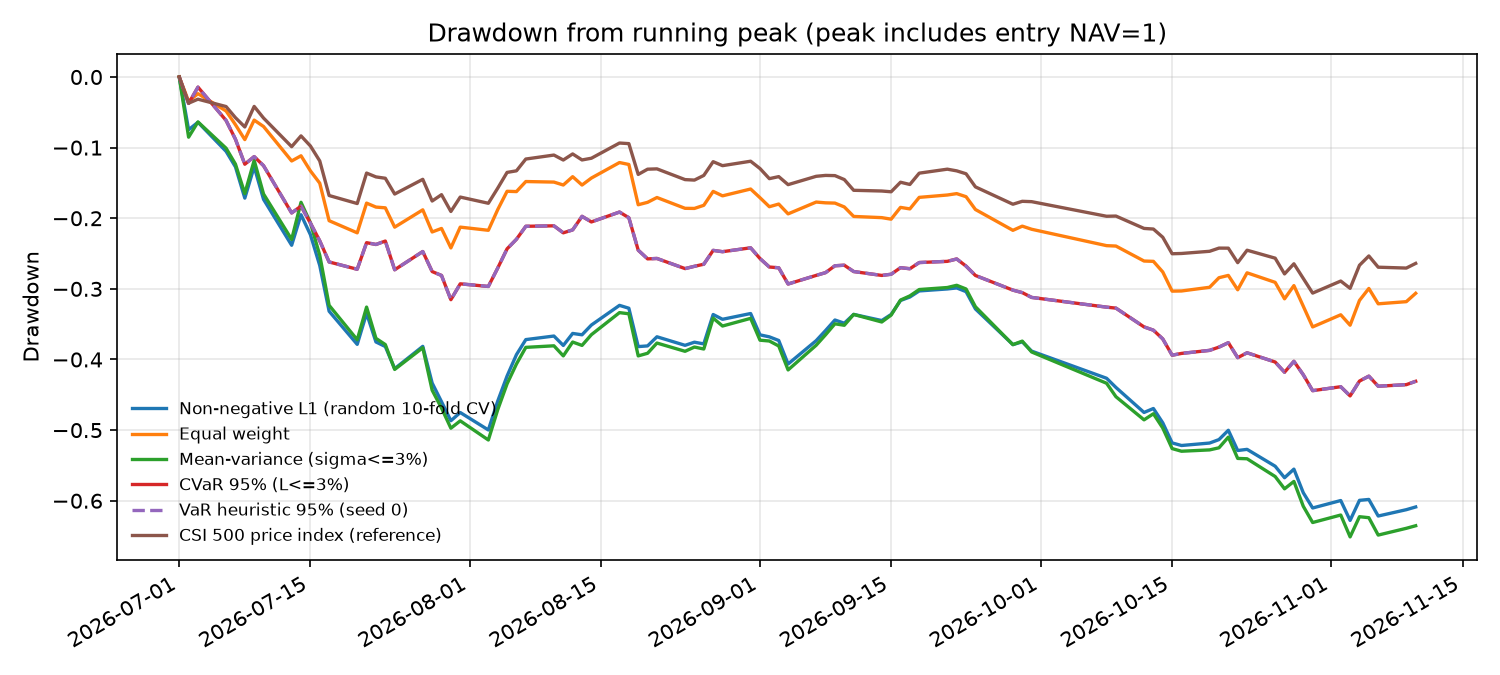 Drawdown from running peak (peak includes entry NAV=1)
Drawdown
0.0
−0.1
−0.2
−0.3
−0.4
−0.5
−0.6
Non-negative L1 (random 10-fold CV)
Equal weight
Mean-variance (sigma<=3%)
CVaR 95% (L<=3%)
VaR heuristic 95% (seed 0)
CSI 500 price index (reference)
2026-07-01
2026-07-15
2026-08-01
2026-08-15
2026-09-01
2026-09-15
2026-10-01
2026-10-15
2026-11-01
2026-11-15